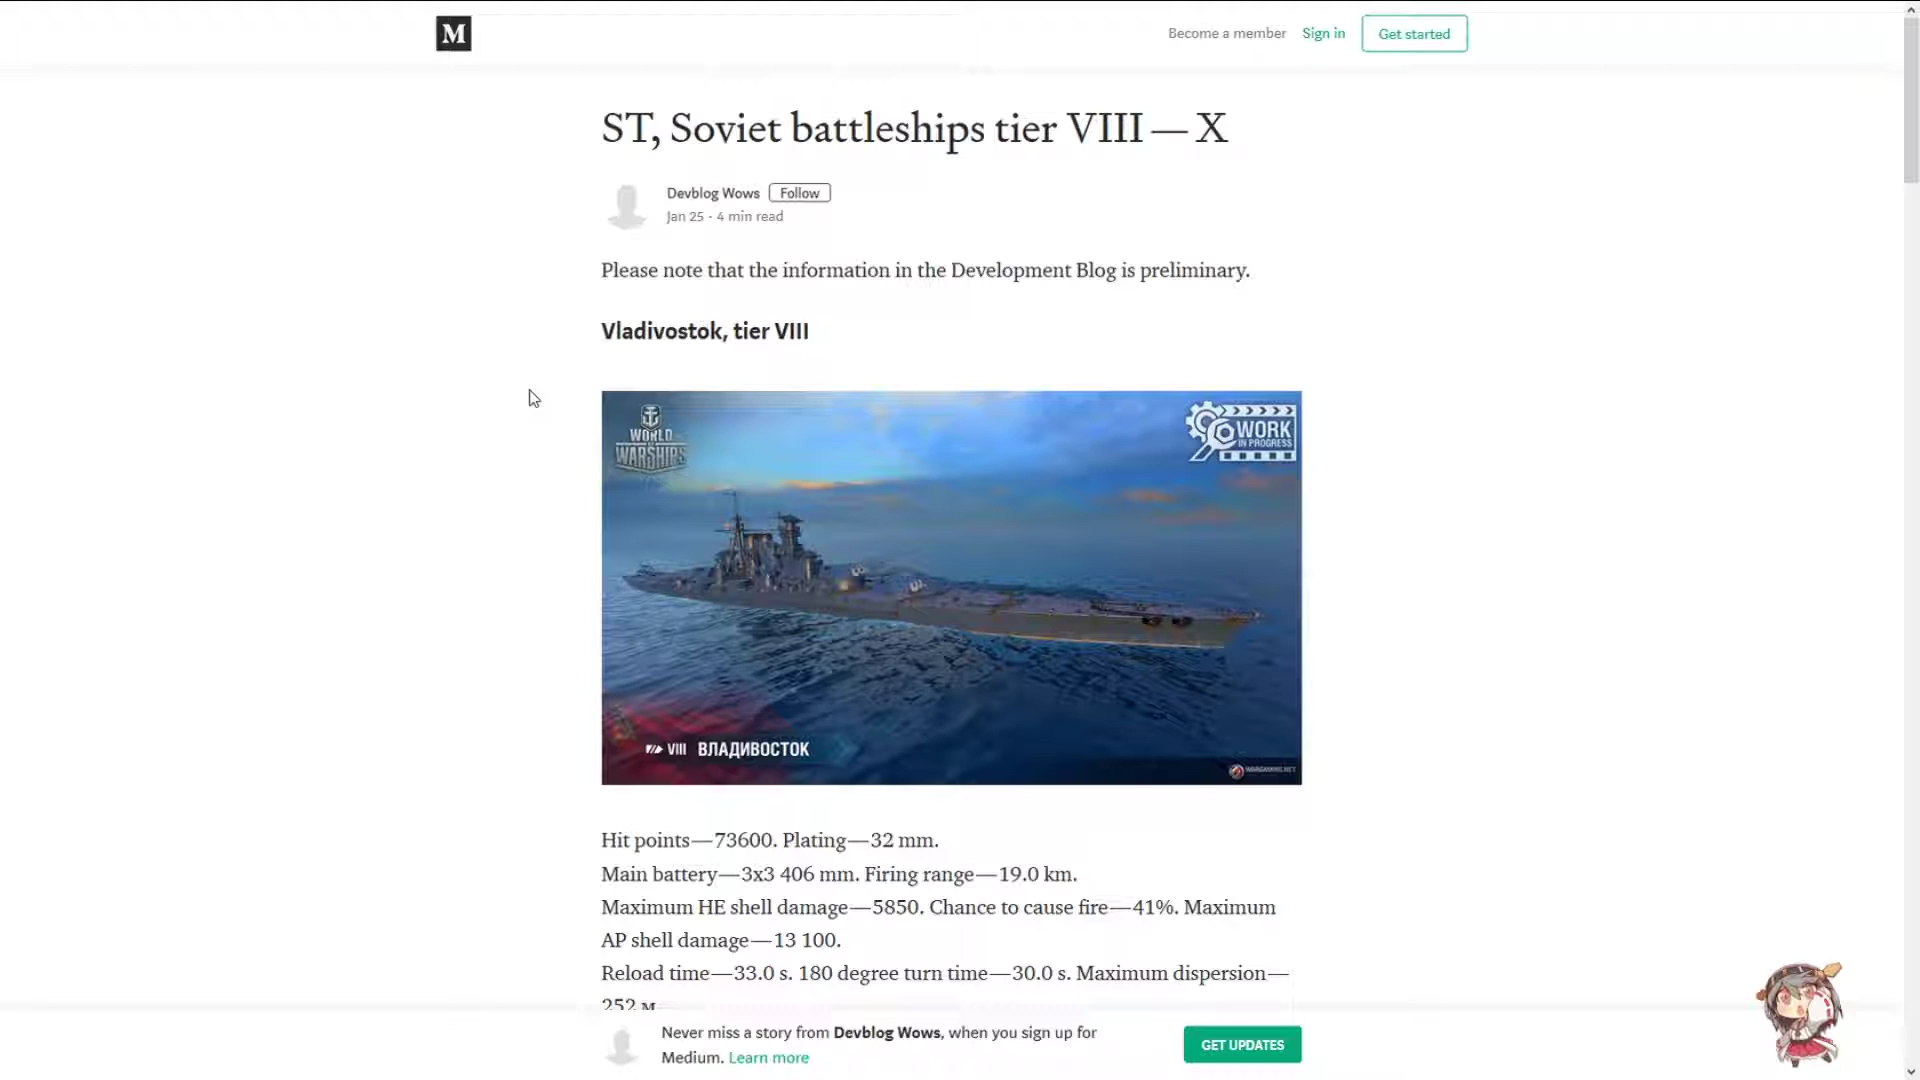 M
Become a member Sign in Get started
ST, Soviet battleships tier VIII — X
Devblog Wows Follow
Jan 25 · 4 min read
Please note that the information in the Development Blog is preliminary.
Vladivostok, tier VIII
WORLD
OF
WARSHIPS
WORK
IN PROGRESS
VIII ВЛАДИВОСТОК
WARGAMING.NET
Hit points—73600. Plating—32 mm.
Main battery—3x3 406 mm. Firing range—19.0 km.
Maximum HE shell damage—5850. Chance to cause fire—41%. Maximum
AP shell damage—13 100.
Reload time—33.0 s. 180 degree turn time—30.0 s. Maximum dispersion—
252 м
Never miss a story from Devblog Wows, when you sign up for
Medium. Learn more
GET UPDATES